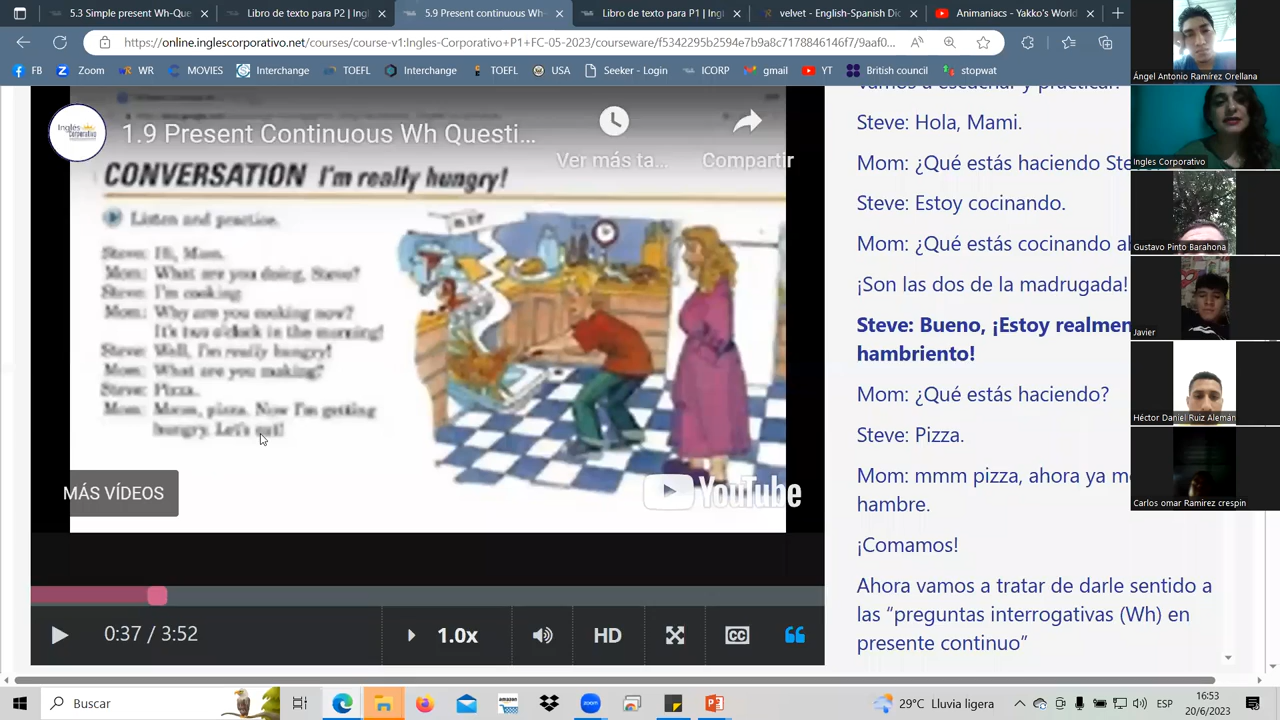 5.3 Simple present Wh-Que
Libro de texto para P2 | Ingl
5.9 Present continuous Wh-
Libro de texto para P1 | Ingl
velvet - English-Spanish Dic
Animaniacs - Yakko's World
https://online.inglescorporativo.net/courses/course-v1:Ingles-Corporativo+P1+FC-05-2023/courseware/f5342295b2594e7b9a8c7178846146f7/9aaf0...
FB
Zoom
WR
MOVIES
Interchange
TOEFL
Interchange
TOEFL
USA
Seeker - Login
ICORP
gmail
YT
British council
stopwat
Inglés
Corporativo
1.9 Present Continuous Wh Questi...
Ver más ta...
Compartir
CONVERSATION I'm really hungry!
Listen and practice.
Steve: Hi, Mom.
Mom: What are you doing, Steve?
Steve: I'm cooking
Mom: Why are you cooking now?
It's two o'clock in the morning!
Steve: Well, I'm really hungry!
Mom: What are you making?
Steve: Pizza.
Mom: Mmm, pizza. Now I'm getting
hungry. Let's eat!
MÁS VÍDEOS
YouTube
0:37 / 3:52
1.0x
HD
CC
Vamos a escuchar y practicar.
Steve: Hola, Mami.
Mom: ¿Qué estás haciendo Steve
Steve: Estoy cocinando.
Mom: ¿Qué estás cocinando ah
¡Son las dos de la madrugada!
Steve: Bueno, ¡Estoy realmen
hambriento!
Mom: ¿Qué estás haciendo?
Steve: Pizza.
Mom: mmm pizza, ahora ya me
hambre.
¡Comamos!
Ahora vamos a tratar de darle sentido a
las “preguntas interrogativas (Wh) en
presente continuo”
Ángel Antonio Ramírez Orellana
Ingles Corporativo
Gustavo Pinto Barahona
Javier
Héctor Daniel Ruiz Alemán
Carlos omar Ramirez crespin
Buscar
29°C Lluvia ligera
ESP
16:53
20/6/2023